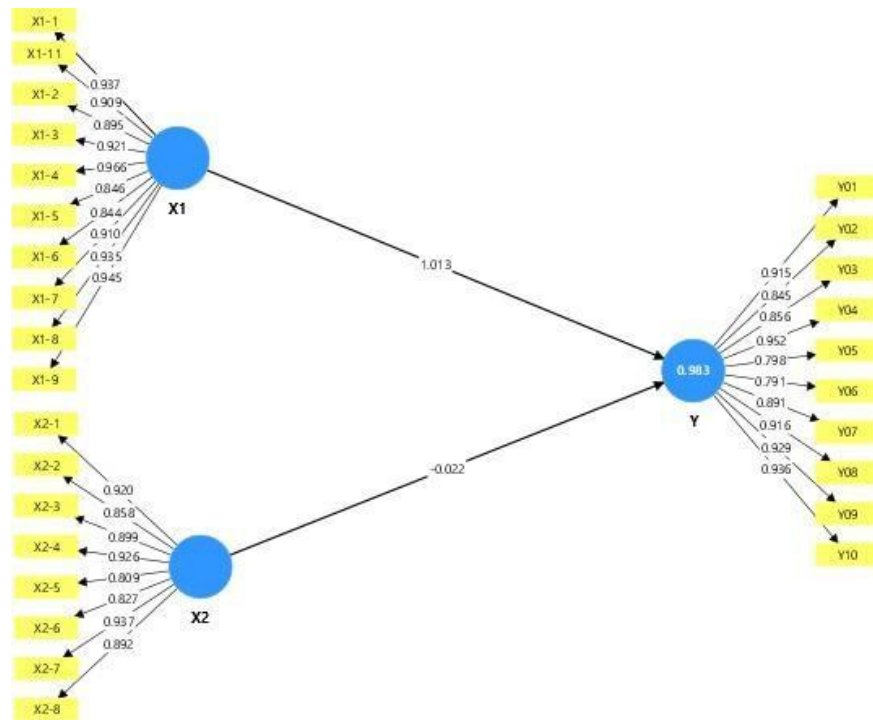 X1-1
X1-11
X1-2
X1-3
X1-4
X1-5
X1-6
X1-7
X1-8
X1-9
0.937
0.909
0.895
0.921
0.966
0.846
0.844
0.910
0.935
0.945
X1
1.013
X2-1
X2-2
X2-3
X2-4
X2-5
X2-6
X2-7
X2-8
0.920
0.858
0.899
0.926
0.809
0.827
0.937
0.892
X2
-0.022
0.983
Y
0.915
0.845
0.856
0.952
0.798
0.791
0.891
0.916
0.929
0.936
Y01
Y02
Y03
Y04
Y05
Y06
Y07
Y08
Y09
Y10